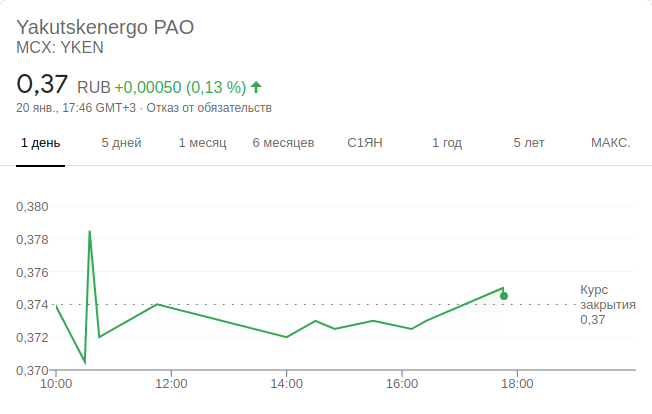 Yakutskenergo PAO
MCX: YKEN
0,37 RUB +0,00050 (0,13 %)
20 янв., 17:46 GMT+3 · Отказ от обязательств
1 день 5 дней 1 месяц 6 месяцев С1ЯН 1 год 5 лет МАКС.
0,380
0,378
0,376
0,374
0,372
0,370
Курс
закрытия
0,37
10:00 12:00 14:00 16:00 18:00